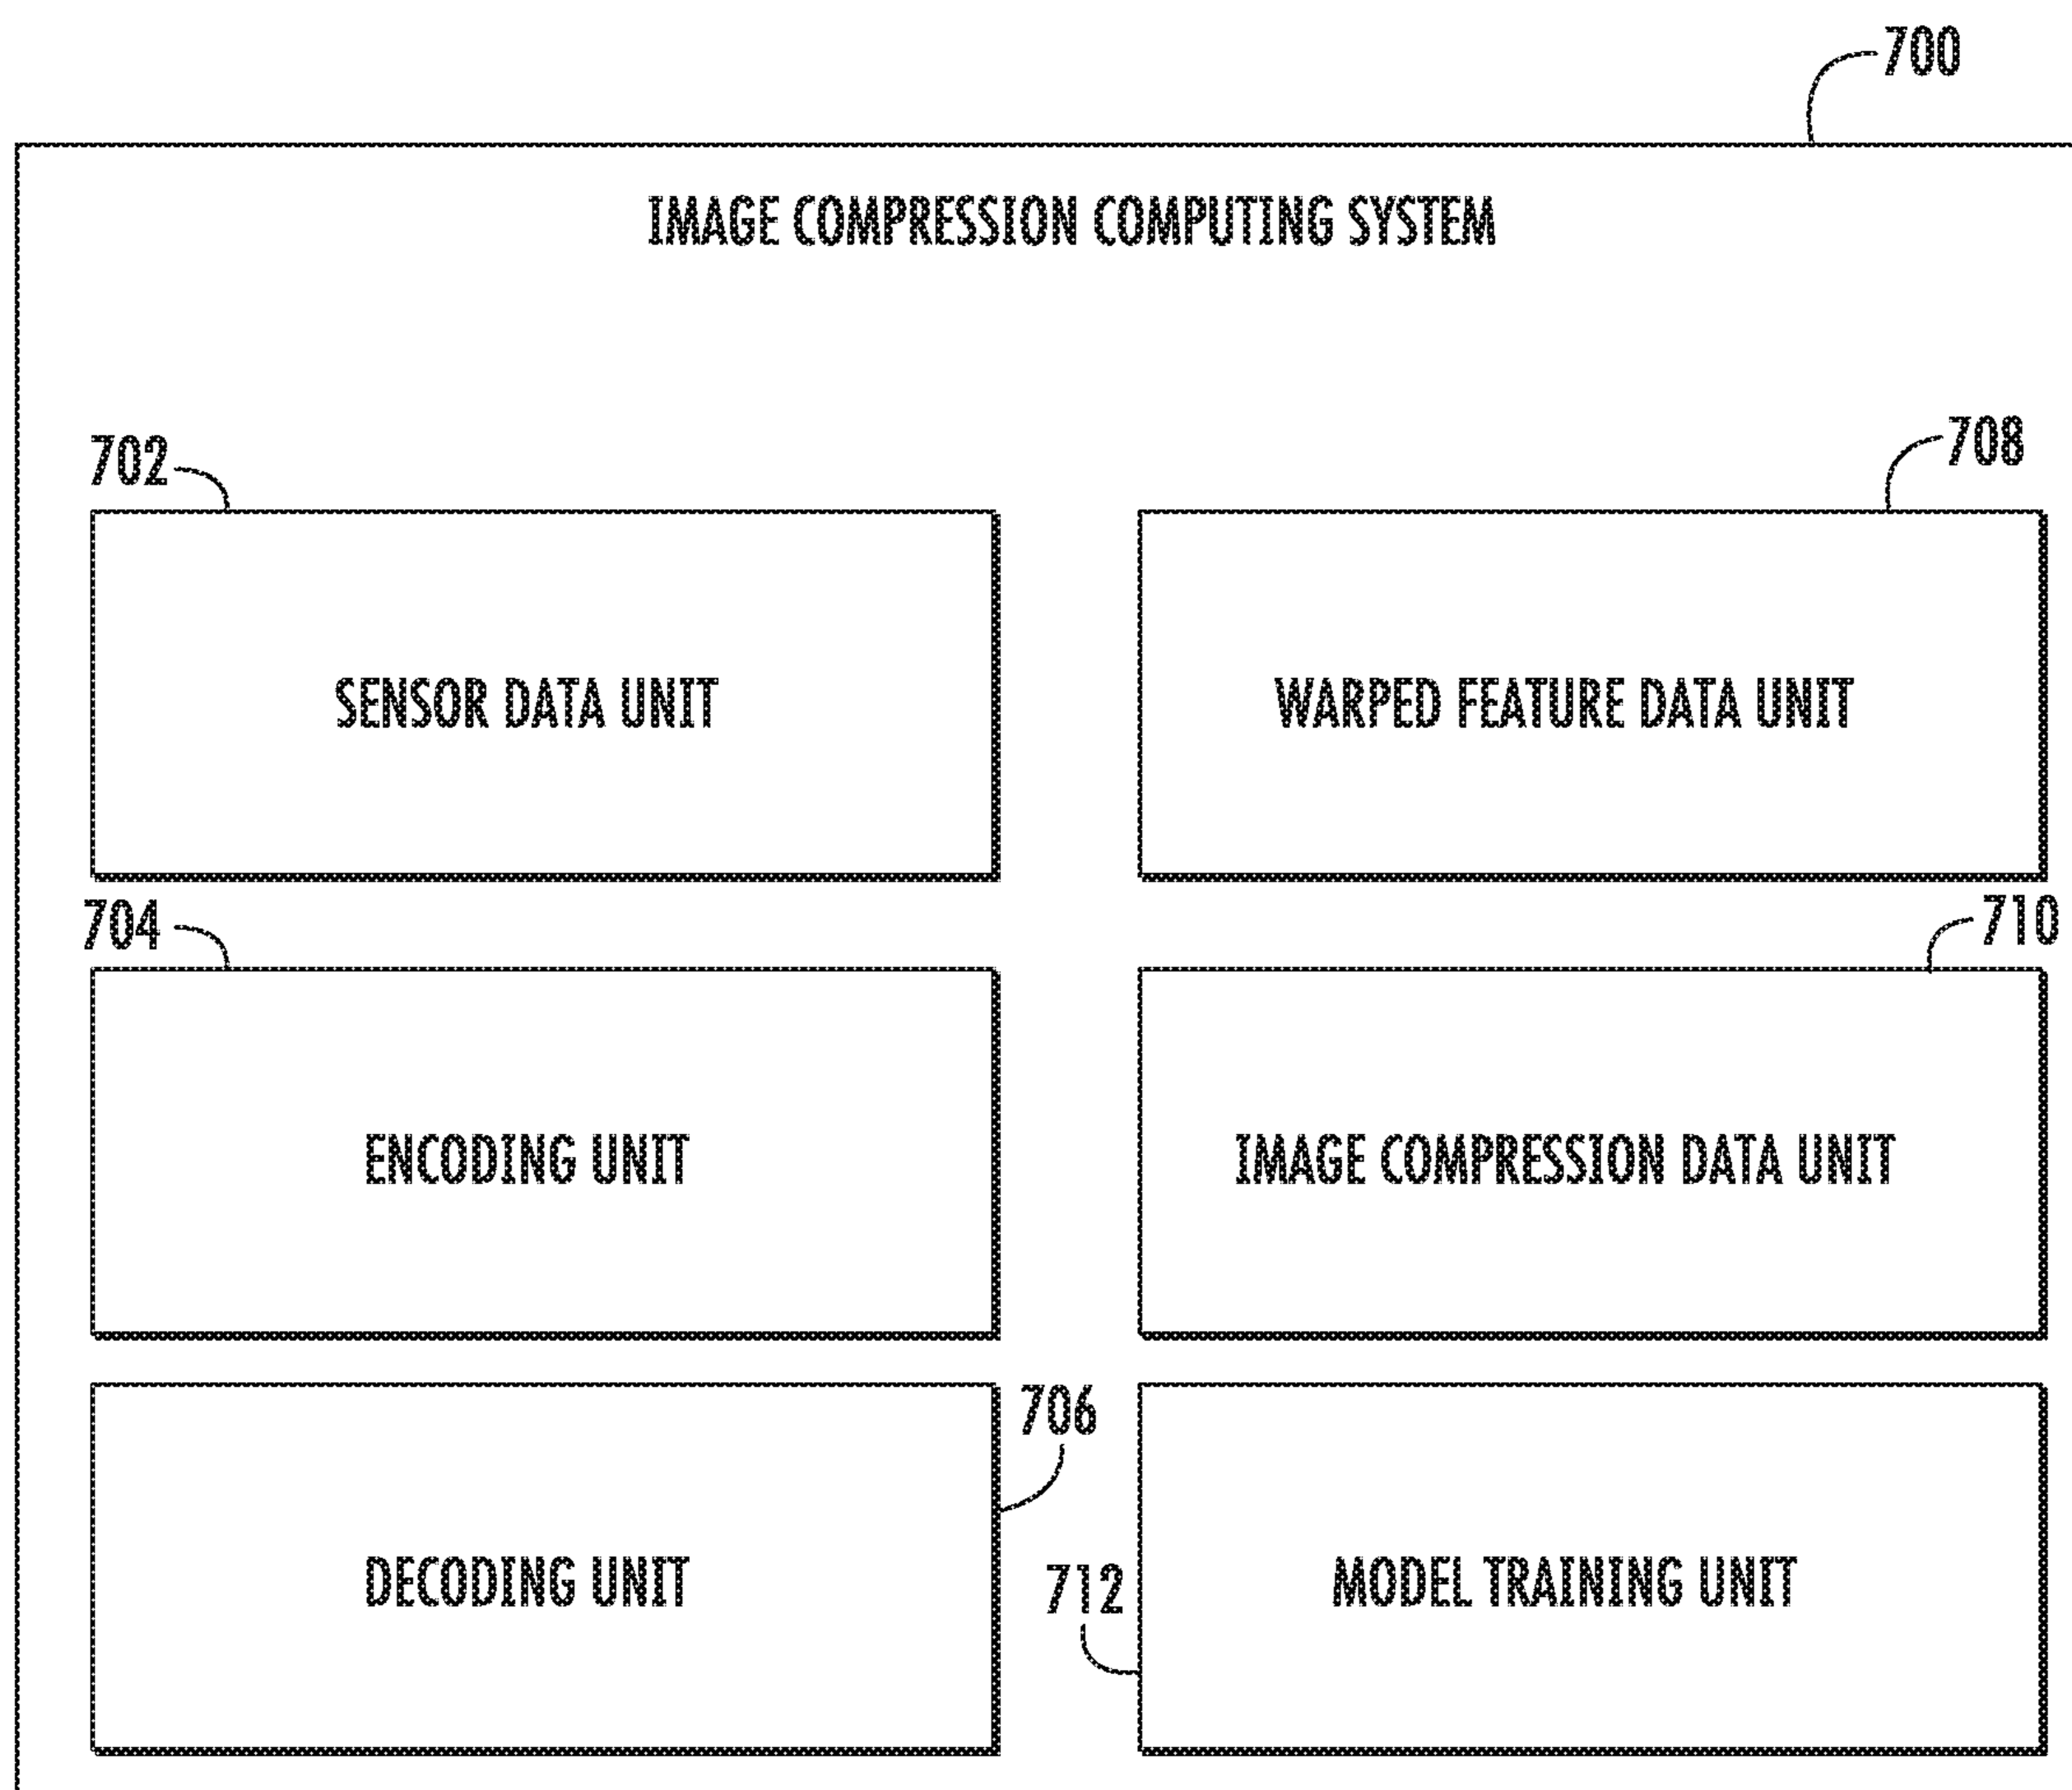 700
IMAGE COMPRESSION COMPUTING SYSTEM
702
708
SENSOR DATA UNIT
WARPED FEATURE DATA UNIT
704
710
ENCODING UNIT
IMAGE COMPRESSION DATA UNIT
706
DECODING UNIT
712
MODEL TRAINING UNIT